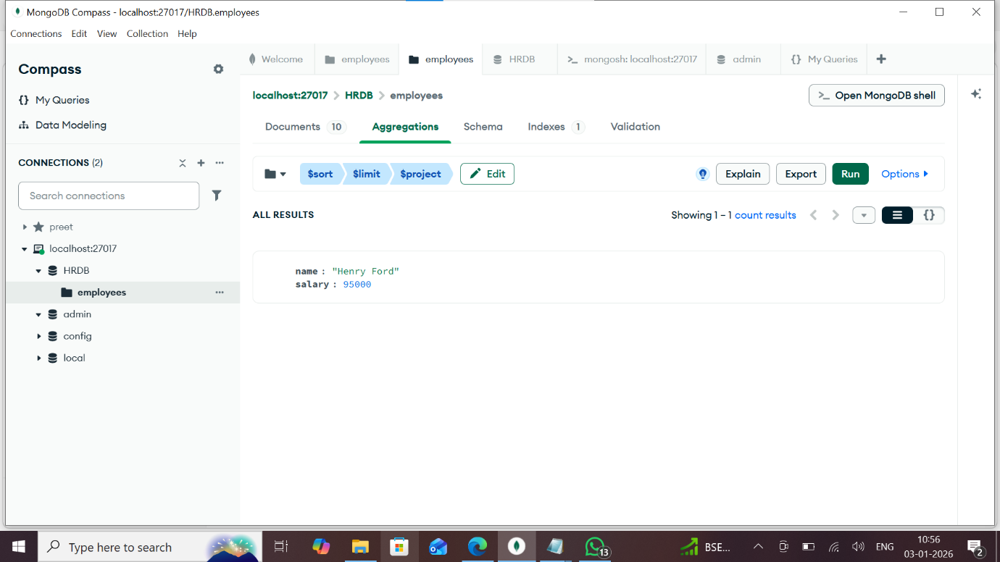 MongoDB Compass - localhost:27017/HRDB.employees
Connections Edit View Collection Help
Compass
My Queries
Data Modeling
CONNECTIONS (2)
Search connections
preet
localhost:27017
HRDB
employees
admin
config
local
Welcome employees employees HRDB >_ mongosh: localhost:27017 admin {} My Queries +
localhost:27017 > HRDB > employees
>_ Open MongoDB shell
Documents 10 Aggregations Schema Indexes 1 Validation
$sort $limit $project Edit Explain Export Run Options
ALL RESULTS
Showing 1 – 1 count results
name : "Henry Ford"
salary : 95000
Type here to search
13
BSE...
ENG
10:56
03-01-2026
2